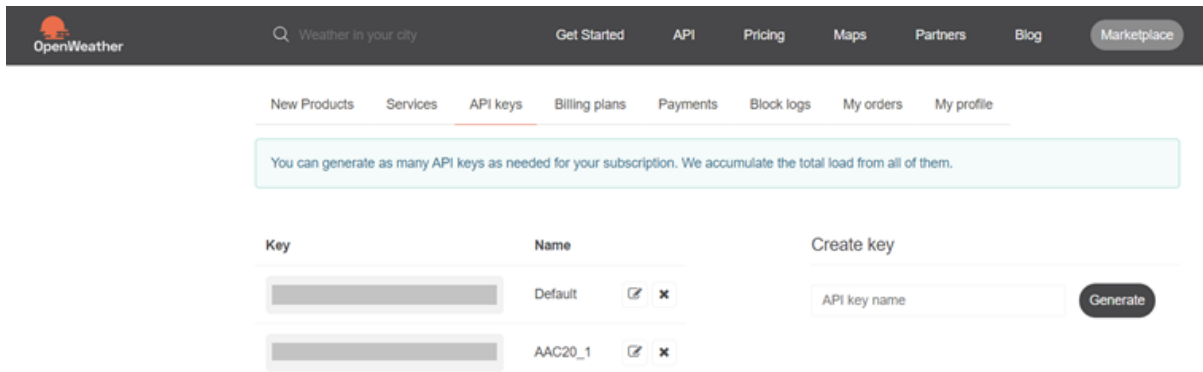 OpenWeather Weather in your city Get Started API Pricing Maps Partners Blog Marketplace
New Products Services API keys Billing plans Payments Block logs My orders My profile
You can generate as many API keys as needed for your subscription. We accumulate the total load from all of them.
Key Name Create key
Default API key name Generate
AAC20_1